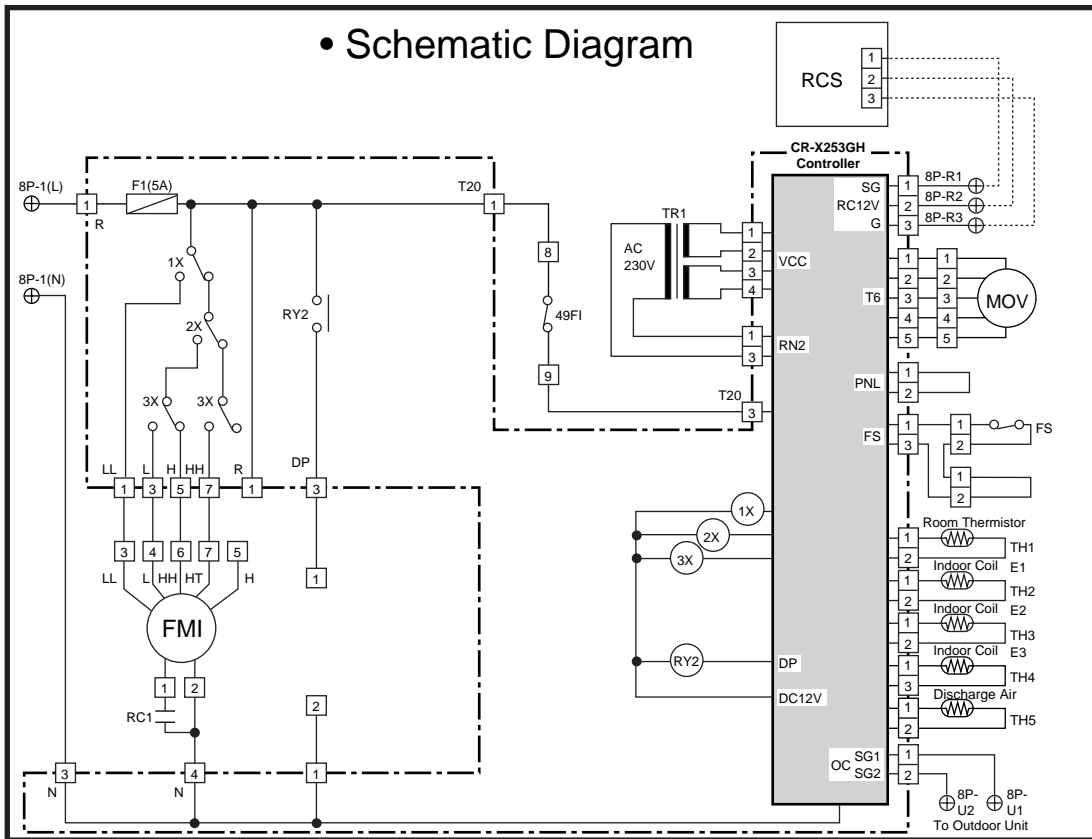 • Schematic Diagram
RCS
1
2
3
CR-X253GH
Controller
8P-1(L)
1
R
F1(5A)
T20
1
8P-1(N)
1X
2X
3X
3X
RY2
8
49FI
9
T20
3
TR1
AC
230V
1
2
3
4
VCC
1
3
RN2
SG
RC12V
G
1
2
3
8P-R1
8P-R2
8P-R3
T6
1
2
3
4
5
1
2
3
4
5
MOV
PNL
1
2
FS
1
3
1
2
FS
1
2
LL
L
H
HH
R
DP
1
3
5
7
1
3
3
4
6
7
5
LL
L
HH
HT
H
1
FMI
1
2
RC1
2
3
4
1
N
N
1X
2X
3X
RY2
DP
DC12V
Room Thermistor
1
2
TH1
Indoor Coil E1
1
2
TH2
Indoor Coil E2
1
2
TH3
Indoor Coil E3
1
3
TH4
Discharge Air
1
2
TH5
OC
SG1
SG2
1
2
8P-
U2
8P-
U1
To Outdoor Unit